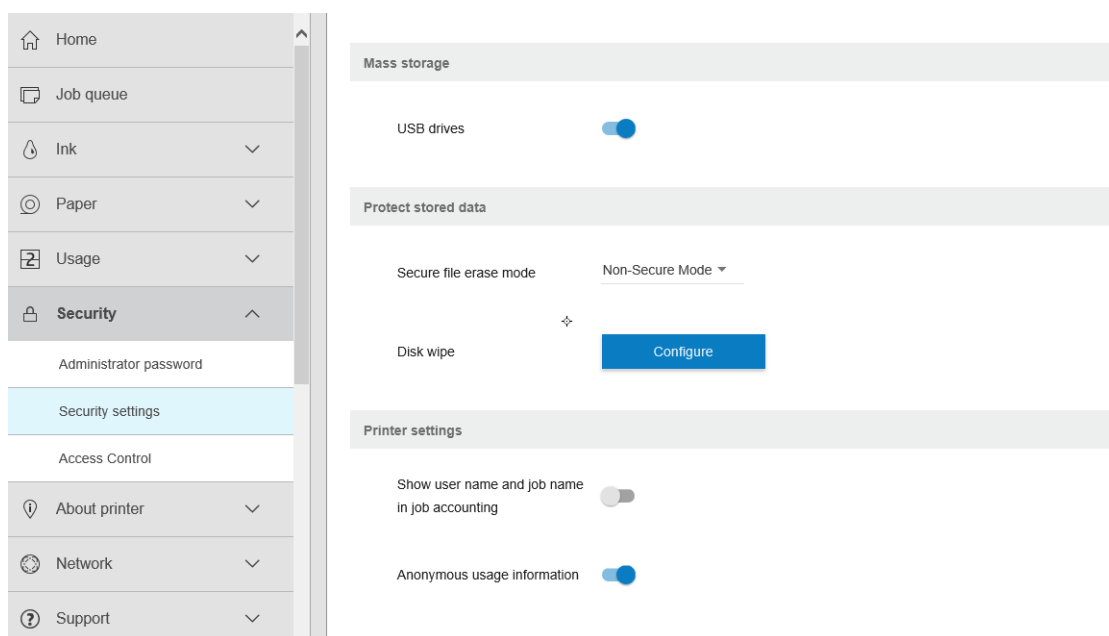 Home
Job queue
Ink
Paper
Usage
Security
Administrator password
Security settings
Access Control
About printer
Network
Support
Mass storage
USB drives
Protect stored data
Secure file erase mode
Non-Secure Mode
Disk wipe
Configure
Printer settings
Show user name and job name
in job accounting
Anonymous usage information